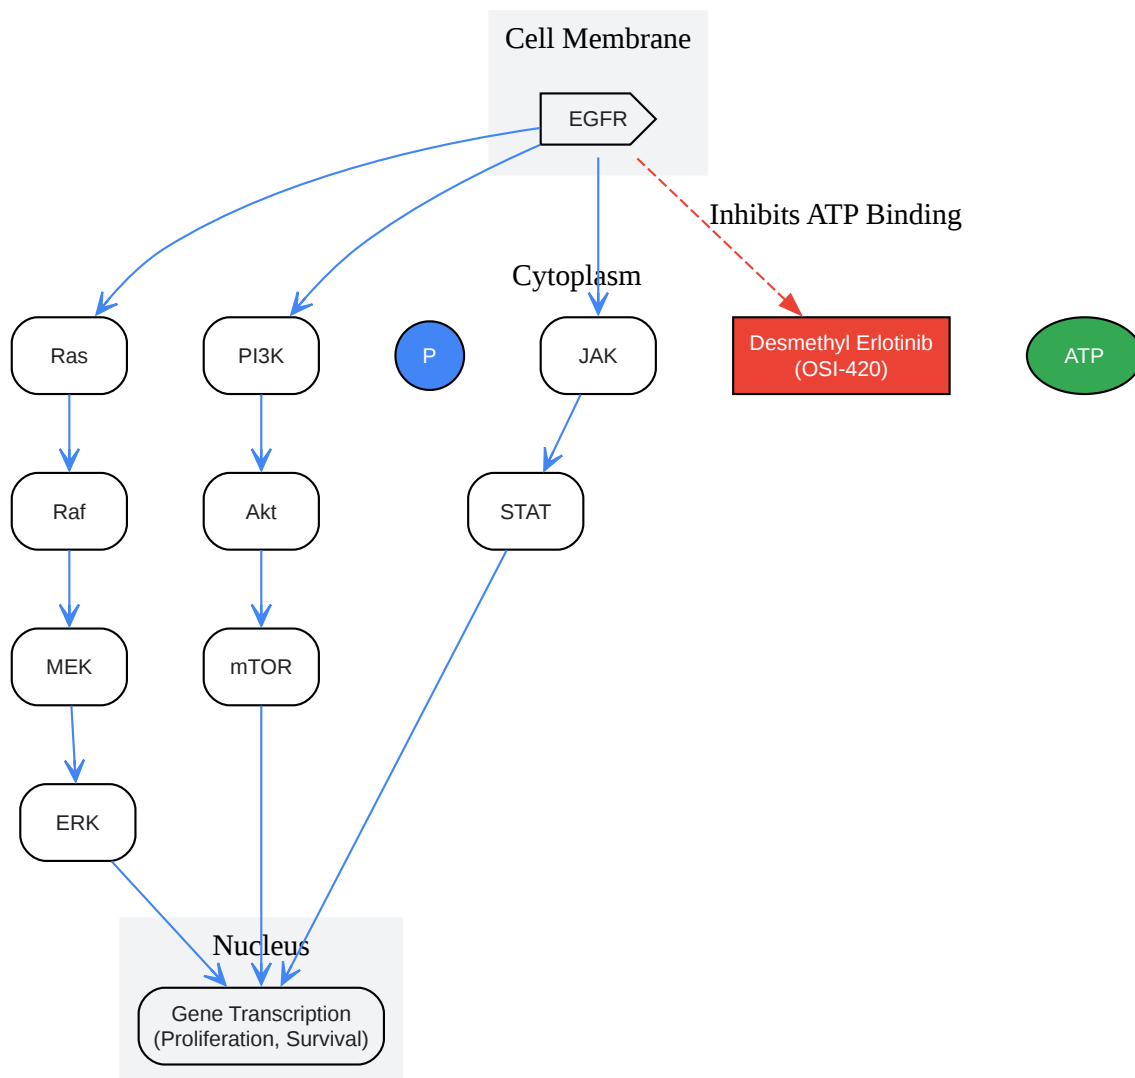 Cell Membrane
EGFR
Inhibits ATP Binding
Cytoplasm
Ras
PI3K
P
JAK
Desmethyl Erlotinib
(OSI-420)
ATP
Raf
Akt
STAT
MEK
mTOR
ERK
Nucleus
Gene Transcription
(Proliferation, Survival)